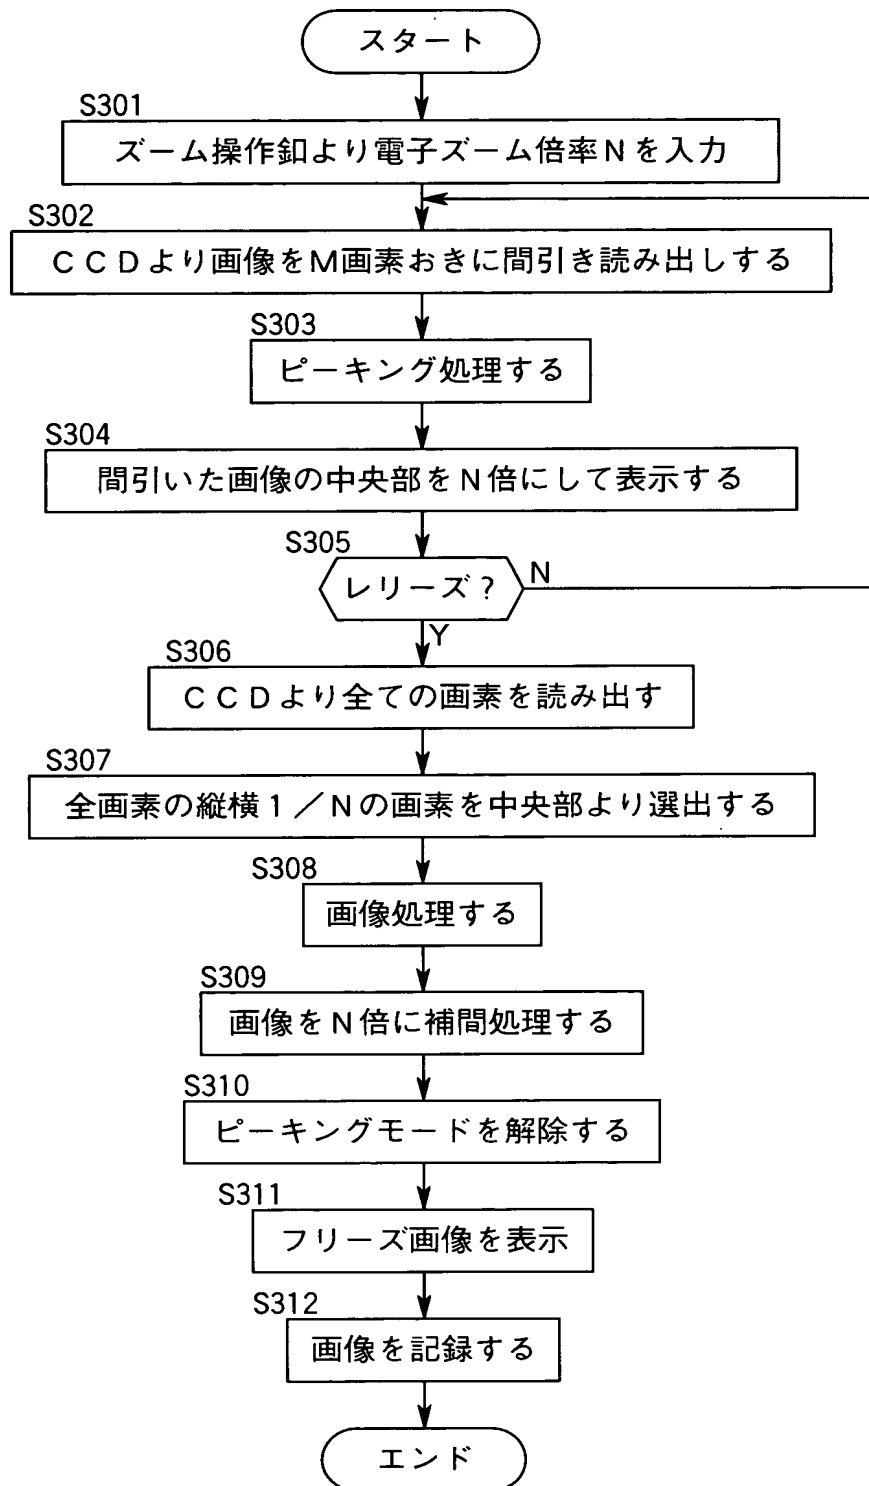 スタート
S301
ズーム操作釦より電子ズーム倍率Nを入力
S302
CCDより画像をM画素おきに間引き読み出しする
S303
ピーキング処理する
S304
間引いた画像の中央部をN倍にして表示する
S305
レリーズ？
N
Y
S306
CCDより全ての画素を読み出す
S307
全画素の縦横1／Nの画素を中央部より選出する
S308
画像処理する
S309
画像をN倍に補間処理する
S310
ピーキングモードを解除する
S311
フリーズ画像を表示
S312
画像を記録する
エンド